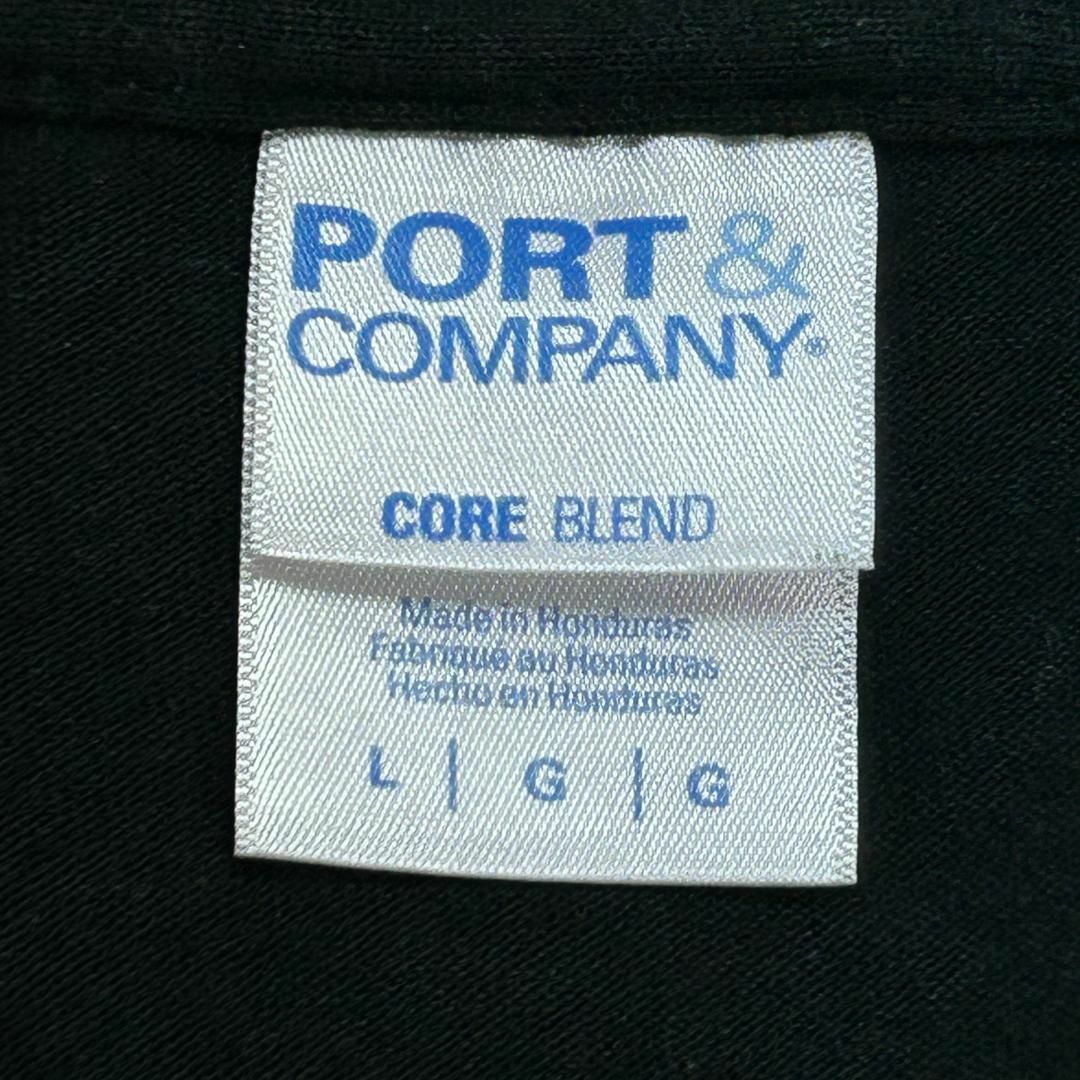 PORT &
COMPANY®
CORE BLEND
Made in Honduras
Fabriqué au Honduras
Hecho en Honduras
L | G | G